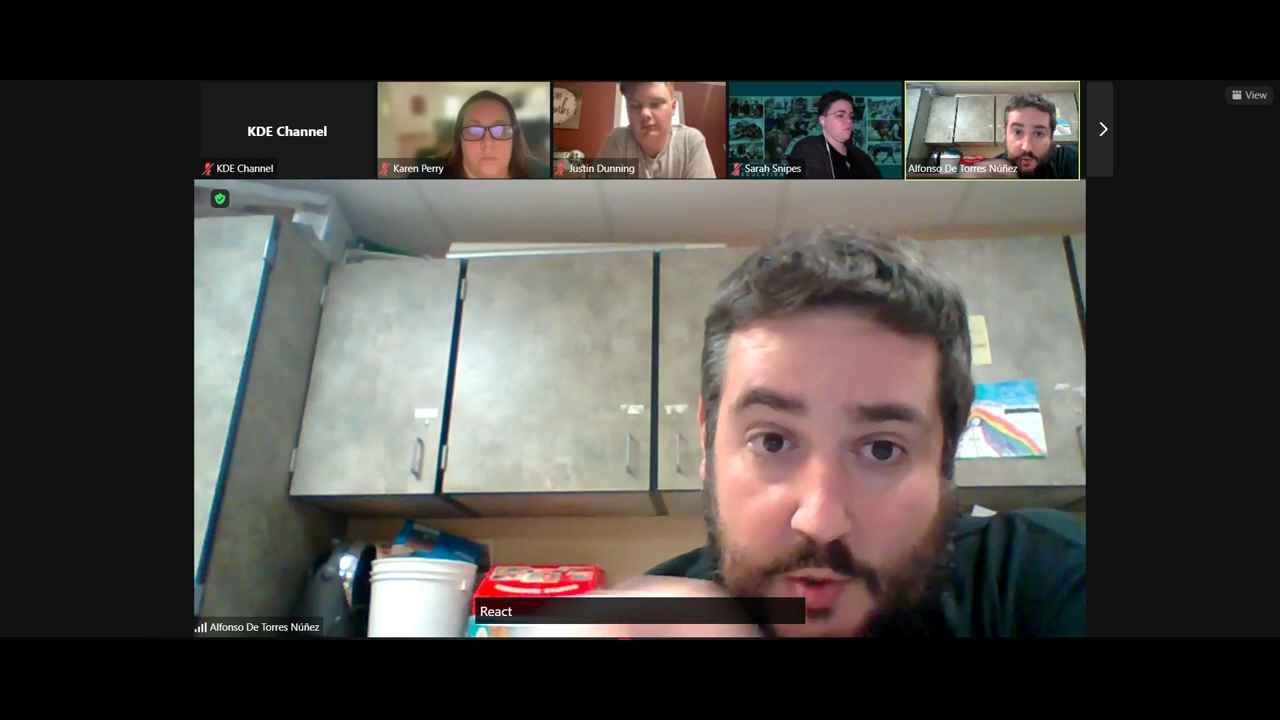 KDE Channel
KDE Channel
Karen Perry
Justin Dunning
Sarah Snipes
Alfonso De Torres Núñez
View
React
Alfonso De Torres Núñez